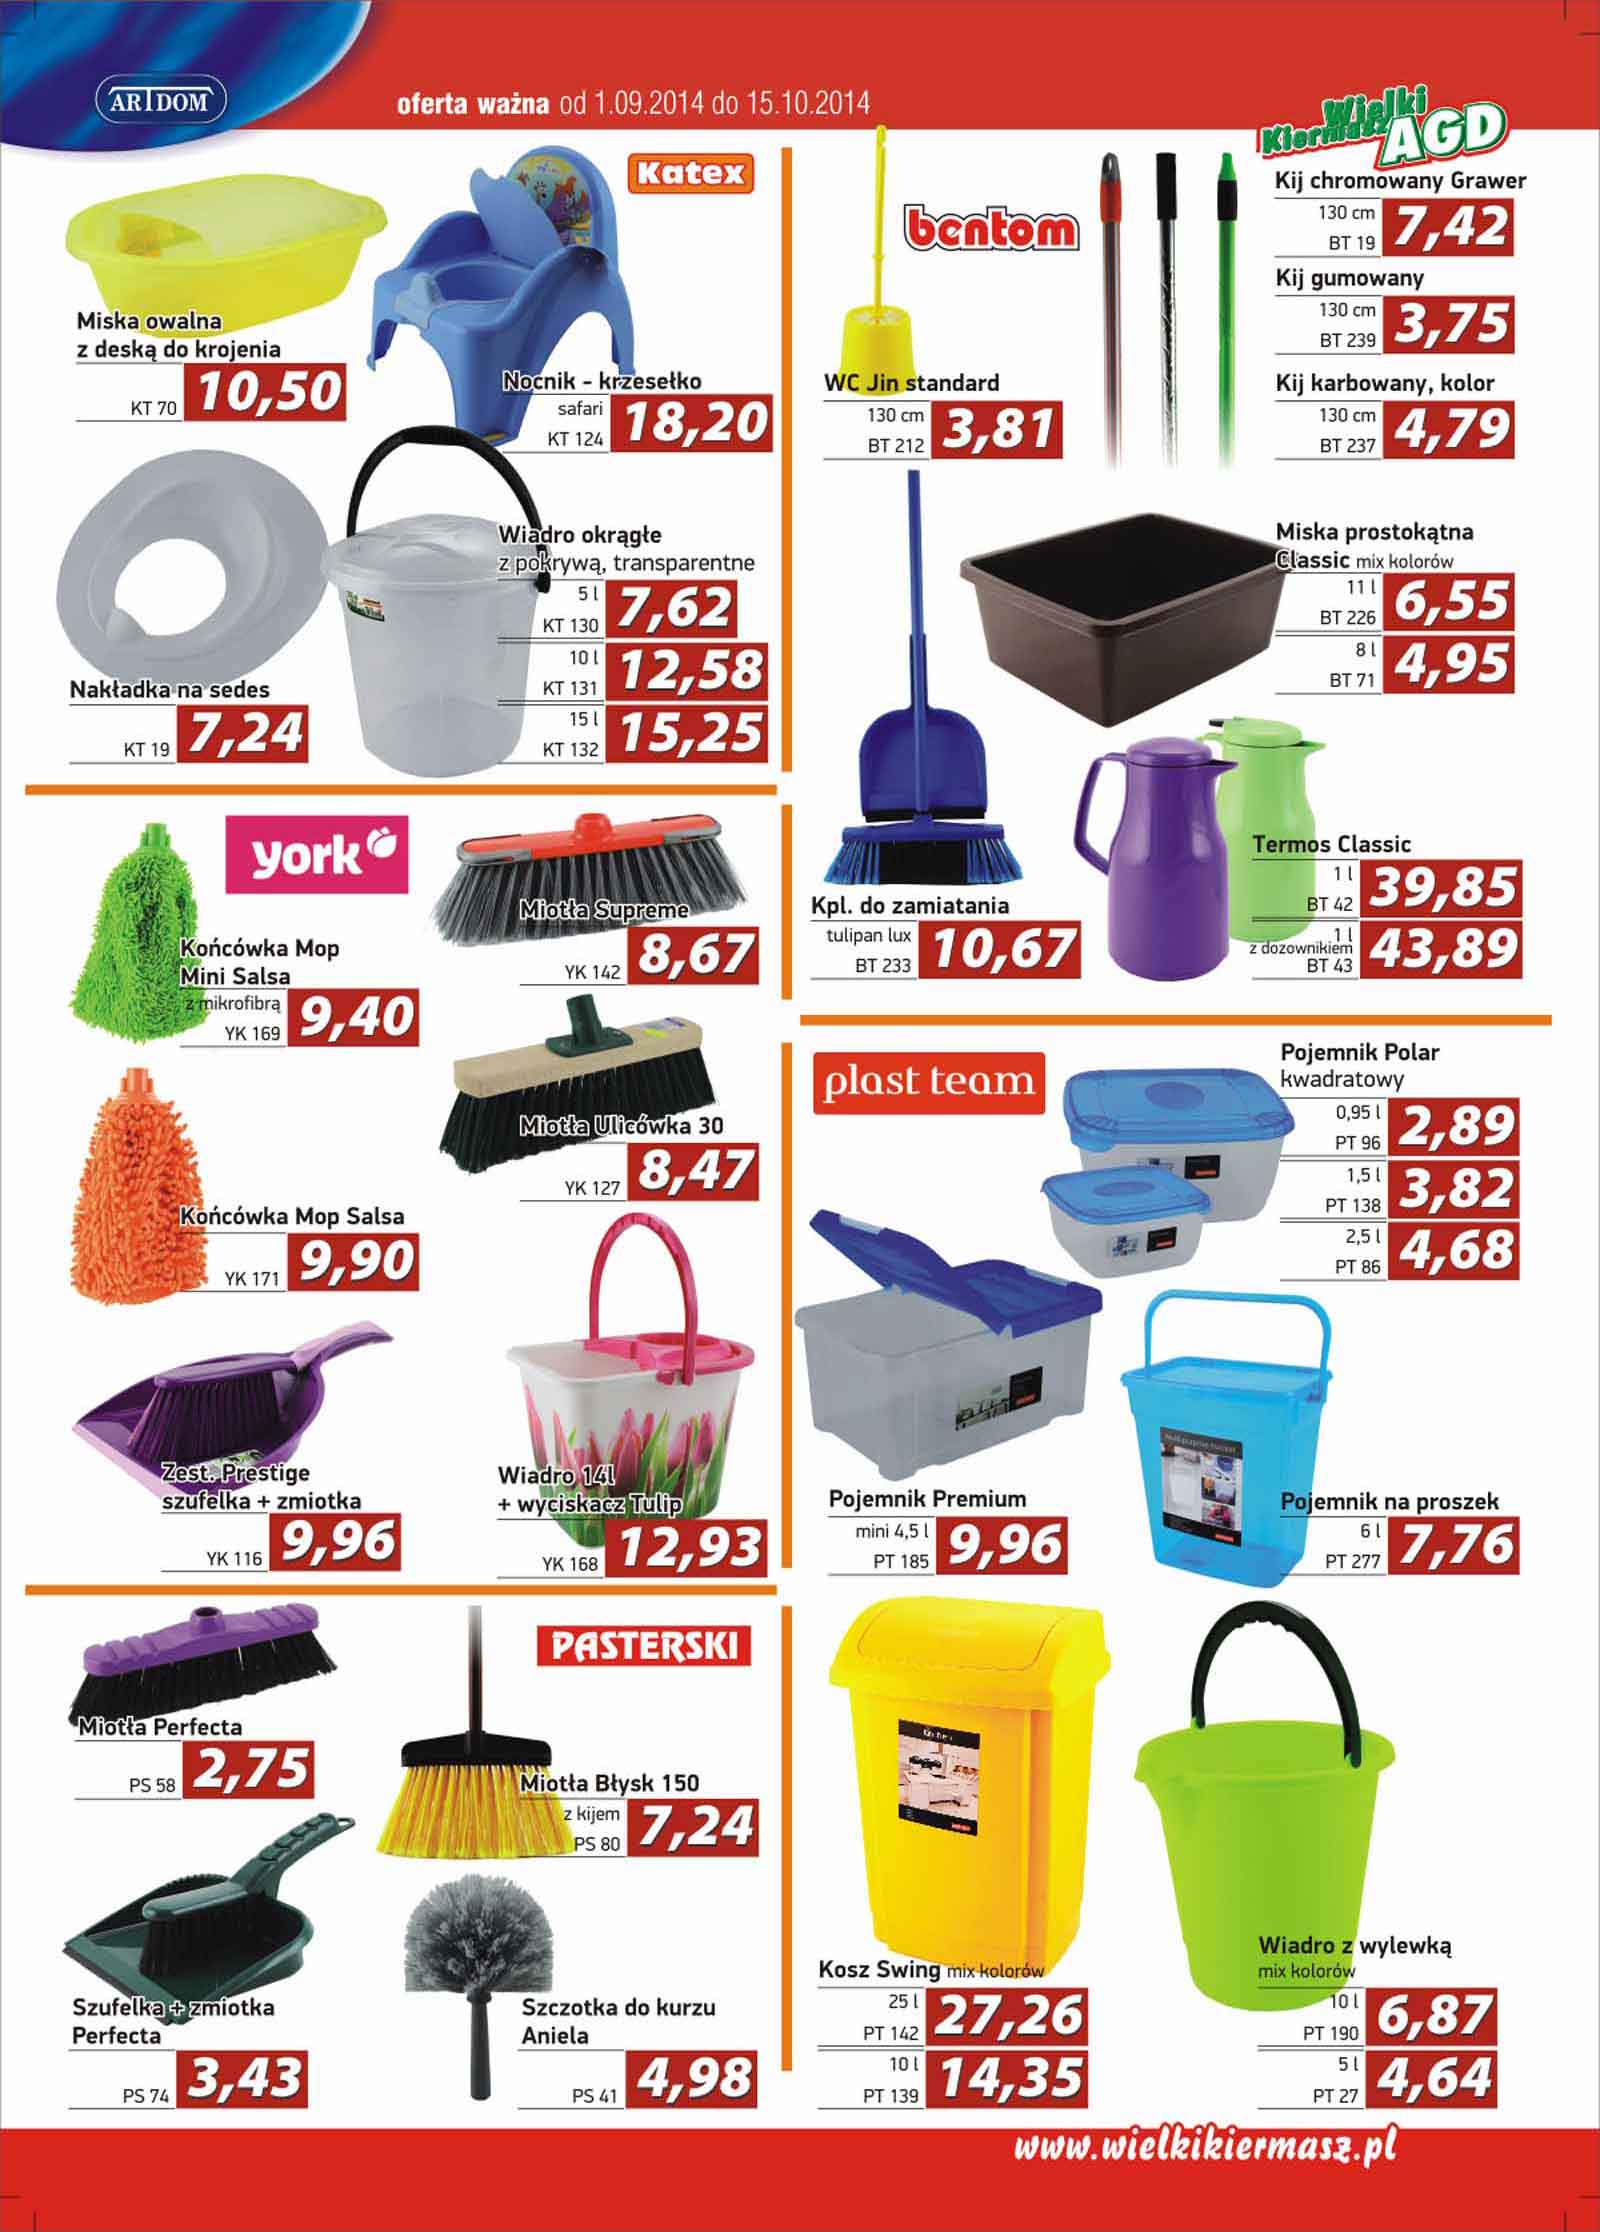 ARTDOM
oferta ważna od 1.09.2014 do 15.10.2014
Wielki
Kiermasz AGD
Katex
Miska owalna
z deską do krojenia
KT 70 10,50
Nocnik - krzesełko
safari
KT 124 18,20
Nakładka na sedes
KT 19 7,24
Wiadro okrągłe
z pokrywą, transparentne
5 l
KT 130 7,62
10 l
KT 131 12,58
15 l
KT 132 15,25
bentom
WC Jin standard
130 cm
BT 212 3,81
Kij chromowany Grawer
130 cm
BT 19 7,42
Kij gumowany
130 cm
BT 239 3,75
Kij karbowany, kolor
130 cm
BT 237 4,79
Miska prostokątna
Classic mix kolorów
11 l
BT 226 6,55
8 l
BT 71 4,95
Kpl. do zamiatania
tulipan lux
BT 233 10,67
Termos Classic
1 l
BT 42 39,85
1 l
z dozownikiem
BT 43 43,89
york
Końcówka Mop
Mini Salsa
z mikrofibrą
YK 169 9,40
Miotła Supreme
YK 142 8,67
Miotła Ulicówka 30
YK 127 8,47
Końcówka Mop Salsa
YK 171 9,90
Zest. Prestige
szufelka + zmiotka
YK 116 9,96
Wiadro 14l
+ wyciskacz Tulip
YK 168 12,93
plast team
Pojemnik Polar
kwadratowy
0,95 l
PT 96 2,89
1,5 l
PT 138 3,82
2,5 l
PT 86 4,68
Pojemnik Premium
mini 4,5 l
PT 185 9,96
Pojemnik na proszek
6 l
PT 277 7,76
PASTERSKI
Miotła Perfecta
PS 58 2,75
Miotła Błysk 150
z kijem
PS 80 7,24
Szufelka + zmiotka
Perfecta
PS 74 3,43
Szczotka do kurzu
Aniela
PS 41 4,98
Kosz Swing mix kolorów
25 l
PT 142 27,26
10 l
PT 139 14,35
Wiadro z wylewką
mix kolorów
10 l
PT 190 6,87
5 l
PT 27 4,64
www.wielkikiermasz.pl